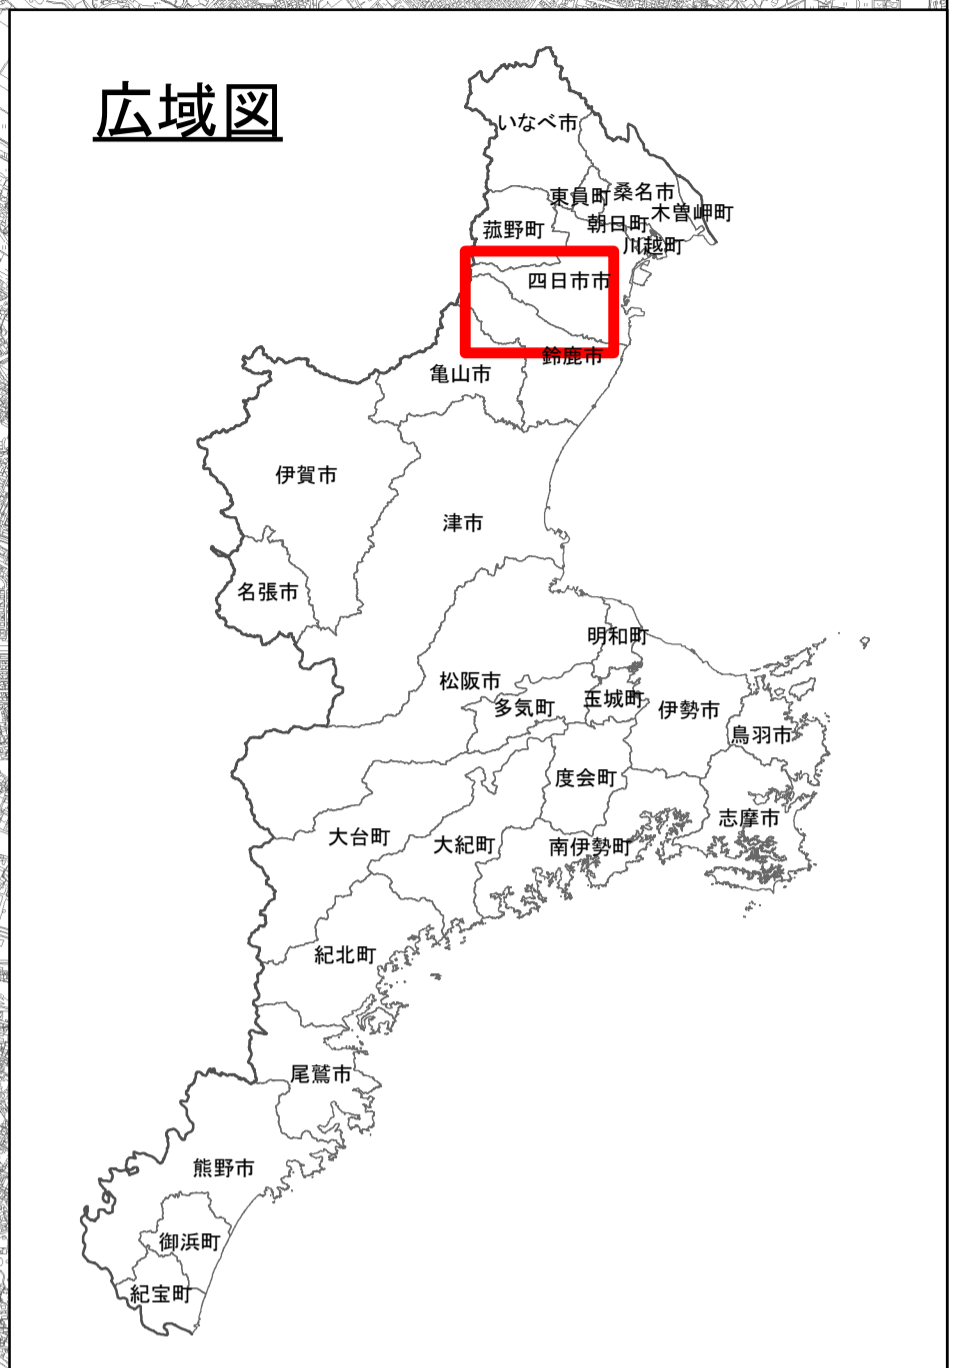 広域図
いなべ市
東員町
桑名市
木曽岬町
朝日町
菰野町
川越町
四日市市
鈴鹿市
亀山市
伊賀市
津市
名張市
明和町
松阪市
多気町
玉城町
伊勢市
鳥羽市
度会町
志摩市
大台町
大紀町
南伊勢町
紀北町
尾鷲市
熊野市
御浜町
紀宝町